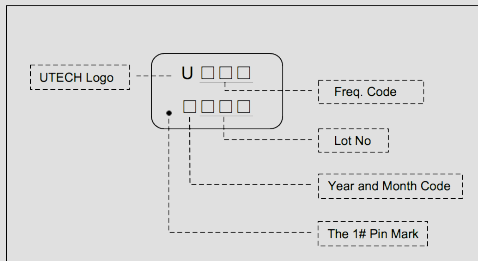 UTECH Logo
U □□□
Freq. Code
□□□□
Lot No
Year and Month Code
The 1# Pin Mark